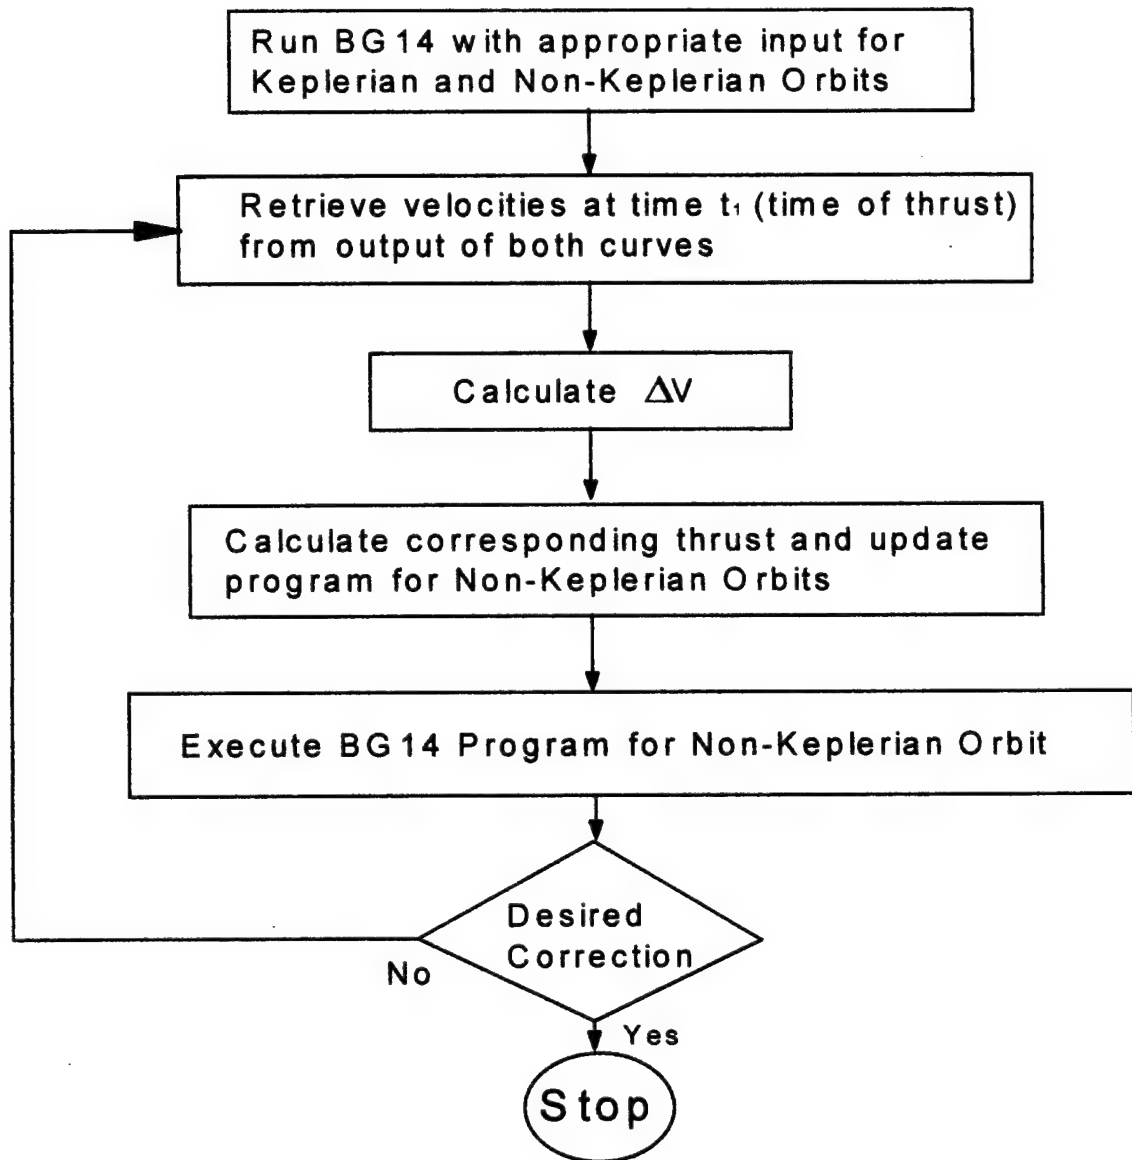 Run BG14 with appropriate input for
Keplerian and Non-Keplerian Orbits
Retrieve velocities at time t₁ (time of thrust)
from output of both curves
Calculate ΔV
Calculate corresponding thrust and update
program for Non-Keplerian Orbits
Execute BG14 Program for Non-Keplerian Orbit
Desired
Correction
No
Yes
Stop